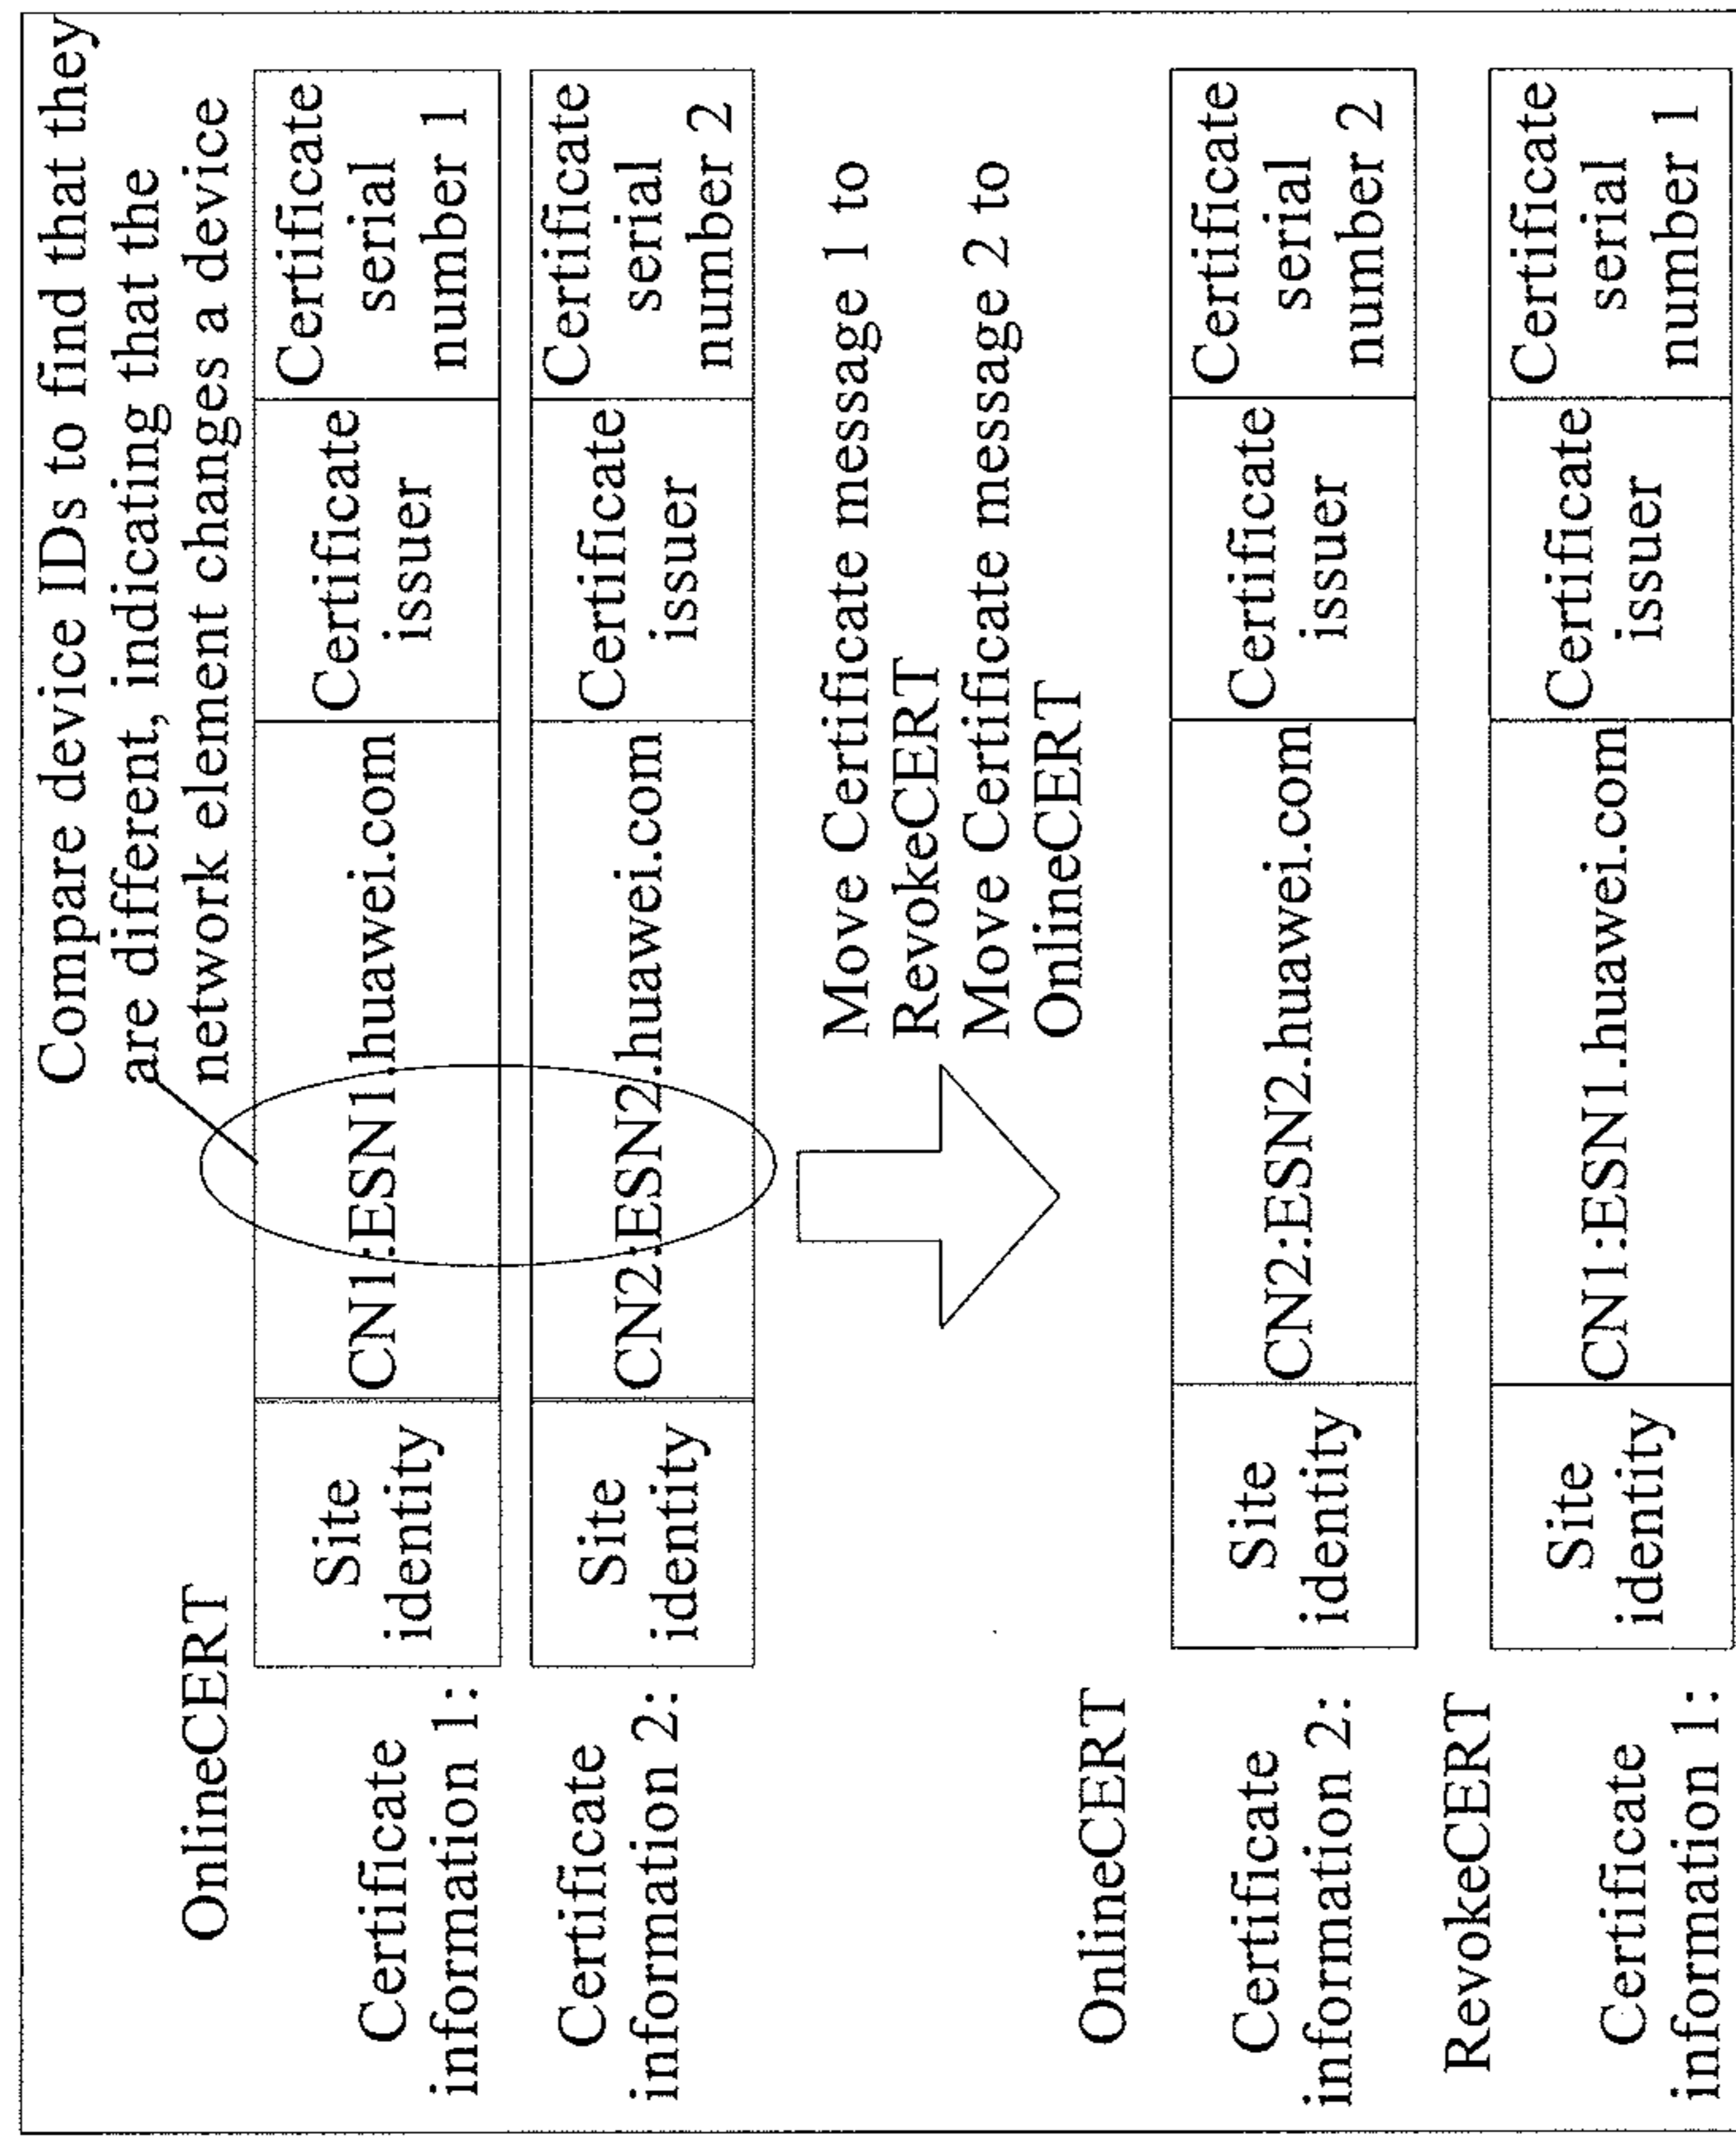 Compare device IDs to find that they
are different, indicating that the
network element changes a device
OnlineCERT
Certificate
information 1:
Site
identity
CN1:ESN1.huawei.com
Certificate
issuer
Certificate
serial
number 1
Certificate
information 2:
Site
identity
CN2:ESN2.huawei.com
Certificate
issuer
Certificate
serial
number 2
Move Certificate message 1 to
RevokeCERT
Move Certificate message 2 to
OnlineCERT
OnlineCERT
Certificate
information 2:
Site
identity
CN2:ESN2.huawei.com
Certificate
issuer
Certificate
serial
number 2
RevokeCERT
Certificate
information 1:
Site
identity
CN1:ESN1.huawei.com
Certificate
issuer
Certificate
serial
number 1